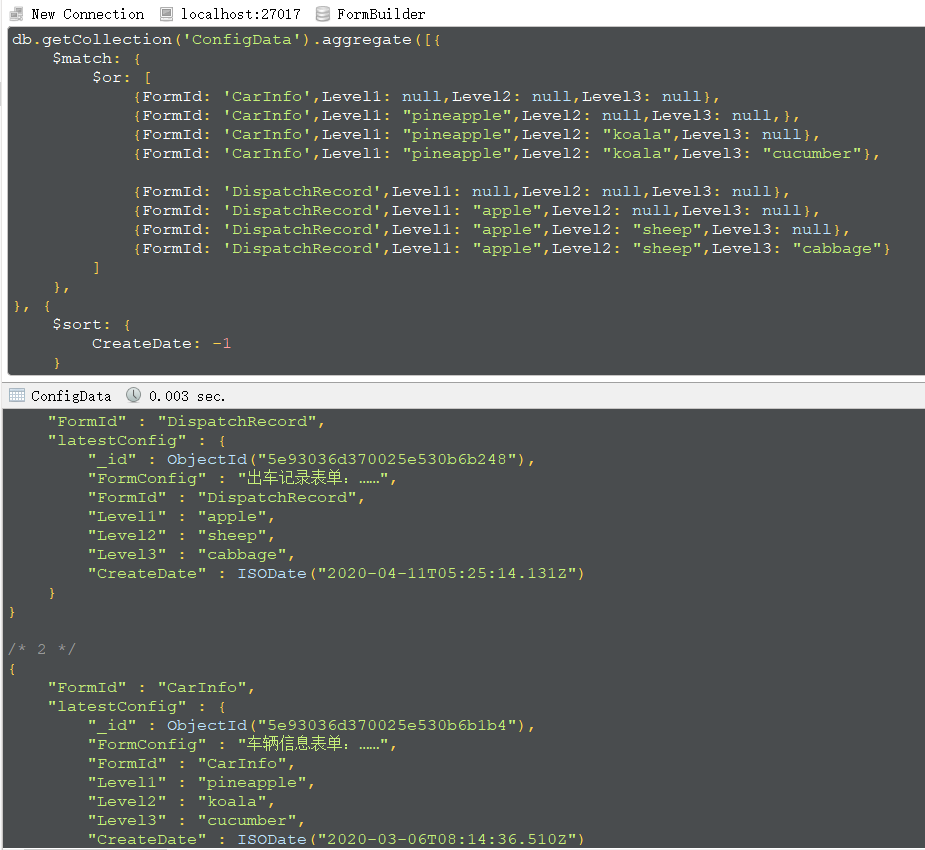 New Connection localhost:27017 FormBuilder
db.getCollection('ConfigData').aggregate([{
    $match: {
        $or: [
            {FormId: 'CarInfo',Level1: null,Level2: null,Level3: null},
            {FormId: 'CarInfo',Level1: "pineapple",Level2: null,Level3: null,},
            {FormId: 'CarInfo',Level1: "pineapple",Level2: "koala",Level3: null},
            {FormId: 'CarInfo',Level1: "pineapple",Level2: "koala",Level3: "cucumber"},
            {FormId: 'DispatchRecord',Level1: null,Level2: null,Level3: null},
            {FormId: 'DispatchRecord',Level1: "apple",Level2: null,Level3: null},
            {FormId: 'DispatchRecord',Level1: "apple",Level2: "sheep",Level3: null},
            {FormId: 'DispatchRecord',Level1: "apple",Level2: "sheep",Level3: "cabbage"}
        ]
    },
}, {
    $sort: {
        CreateDate: -1
    }
ConfigData 0.003 sec.
    "FormId" : "DispatchRecord",
    "latestConfig" : {
        "_id" : ObjectId("5e93036d370025e530b6b248"),
        "FormConfig" : "出车记录表单：……",
        "FormId" : "DispatchRecord",
        "Level1" : "apple",
        "Level2" : "sheep",
        "Level3" : "cabbage",
        "CreateDate" : ISODate("2020-04-11T05:25:14.131Z")
    }
}
/* 2 */
{
    "FormId" : "CarInfo",
    "latestConfig" : {
        "_id" : ObjectId("5e93036d370025e530b6b1b4"),
        "FormConfig" : "车辆信息表单：……",
        "FormId" : "CarInfo",
        "Level1" : "pineapple",
        "Level2" : "koala",
        "Level3" : "cucumber",
        "CreateDate" : ISODate("2020-03-06T08:14:36.510Z")